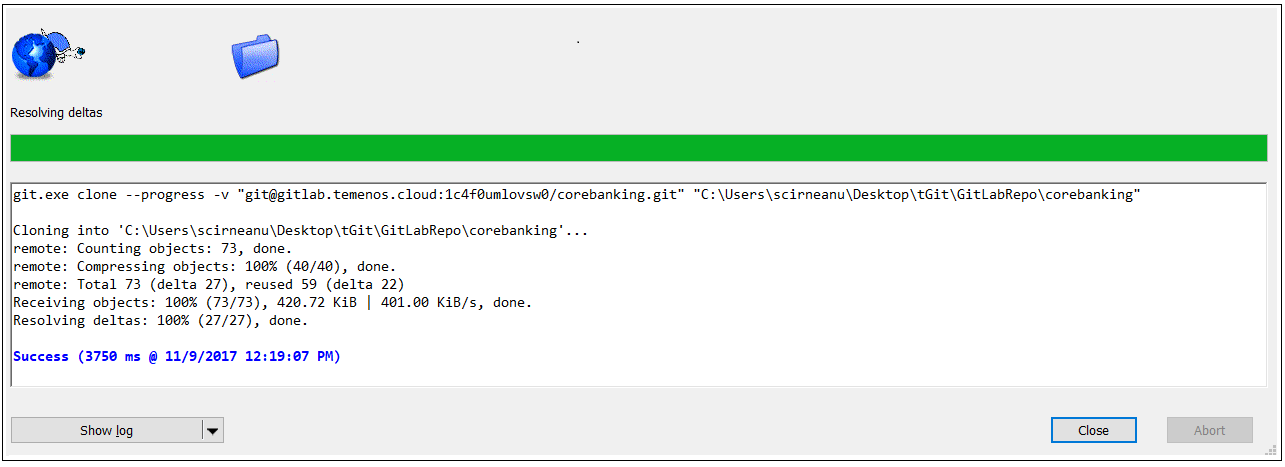 Resolving deltas
git.exe clone --progress -v "git@gitlab.temenos.cloud:1c4f0umlovsw0/corebanking.git" "C:\Users\scirneanu\Desktop\tGit\GitLabRepo\corebanking"
Cloning into 'C:\Users\scirneanu\Desktop\tGit\GitLabRepo\corebanking'...
remote: Counting objects: 73, done.
remote: Compressing objects: 100% (40/40), done.
remote: Total 73 (delta 27), reused 59 (delta 22)
Receiving objects: 100% (73/73), 420.72 KiB | 401.00 KiB/s, done.
Resolving deltas: 100% (27/27), done.
Success (3750 ms @ 11/9/2017 12:19:07 PM)
Show log
Close
Abort